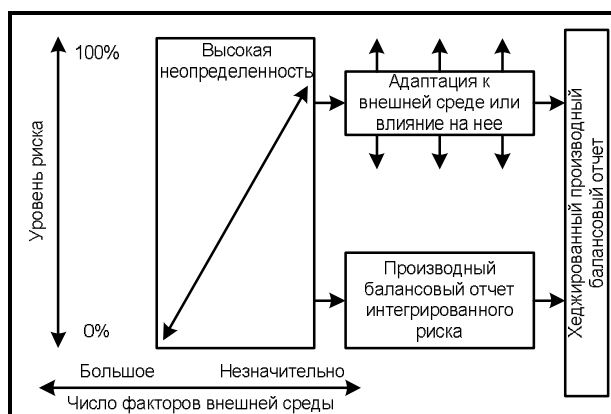 100%
Высокая
неопределенность
Адаптация к
внешней среде или
влияние на нее
Уровень риска
Хеджированный производный
балансовый отчет
Производный
балансовый отчет
интегрированного
риска
0%
Большое
Незначительно
Число факторов внешней среды